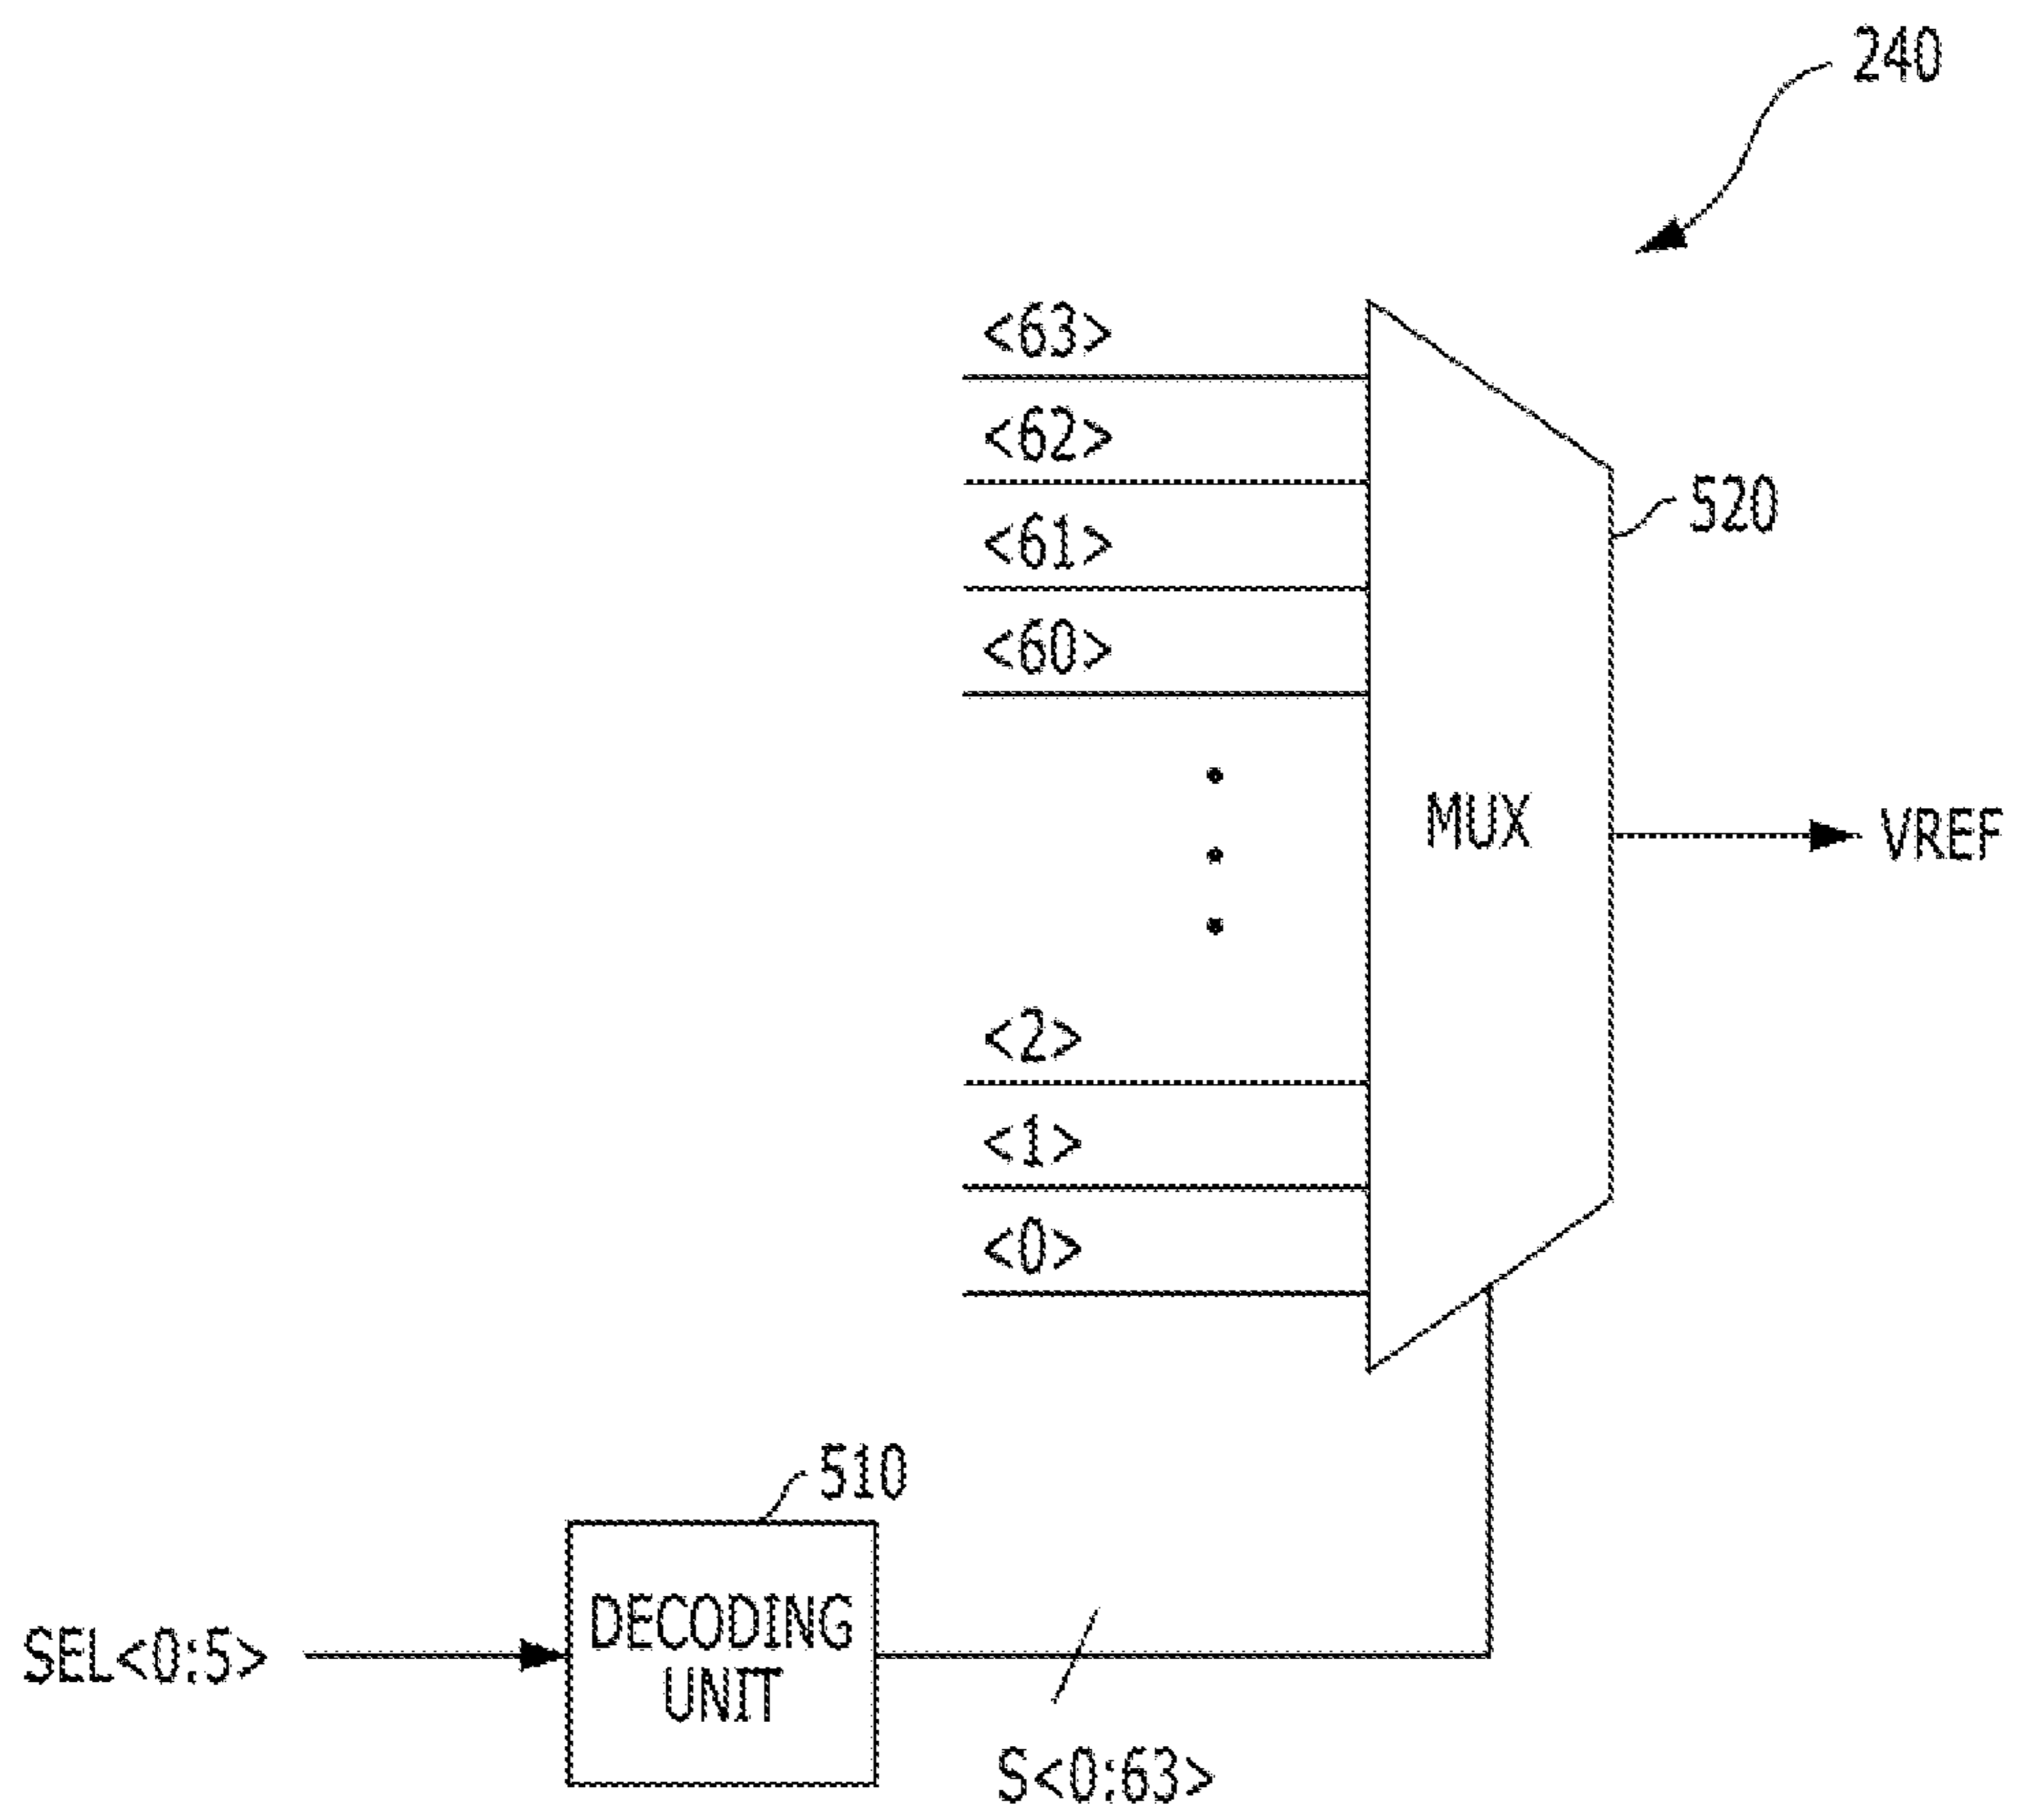 240
<63>
<62>
520
<61>
<60>
MUX
VREF
<2>
<1>
<0>
510
DECODING
UNIT
SEL<0:5>
S<0:63>